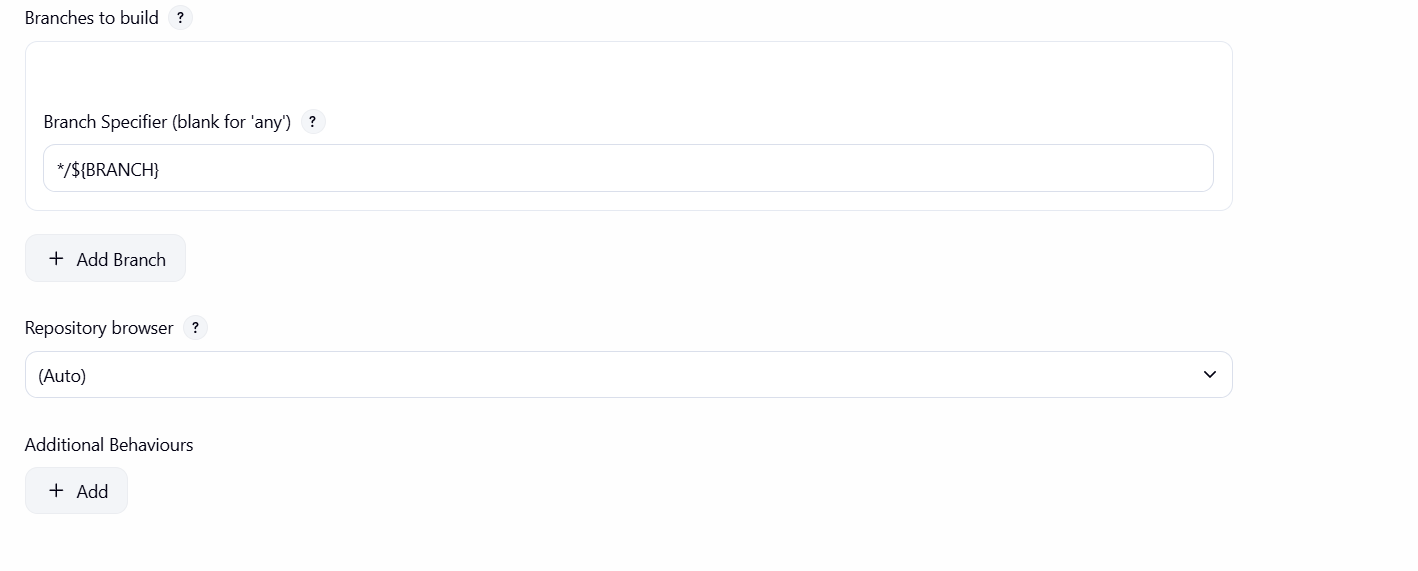 Branches to build ?
Branch Specifier (blank for 'any') ?
*/${BRANCH}
+ Add Branch
Repository browser ?
(Auto)
Additional Behaviours
+ Add